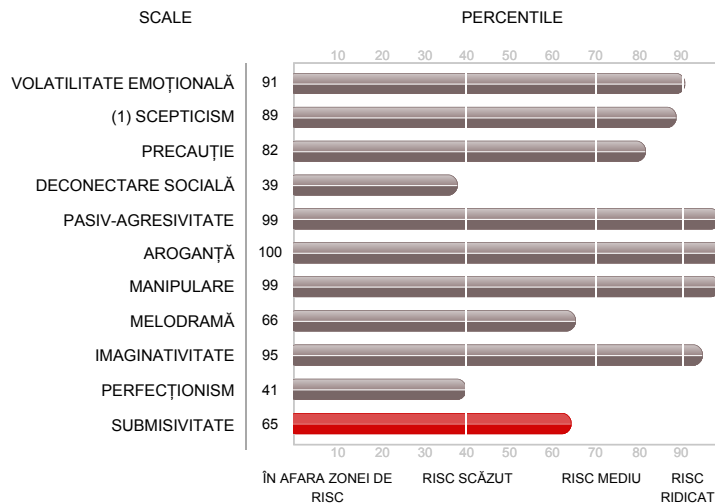 SCALE PERCENTILE
10 20 30 40 50 60 70 80 90
VOLATILITATE EMOȚIONALĂ 91
(1) SCEPTICISM 89
PRECAUȚIE 82
DECONECTARE SOCIALĂ 39
PASIV-AGRESIVITATE 99
AROGANȚĂ 100
MANIPULARE 99
MELODRAMĂ 66
IMAGINATIVITATE 95
PERFECȚIONISM 41
SUBMISIVITATE 65
10 20 30 40 50 60 70 80 90
ÎN AFARA ZONEI DE RISC SCĂZUT RISC MEDIU RISC
RISC RIDICAT